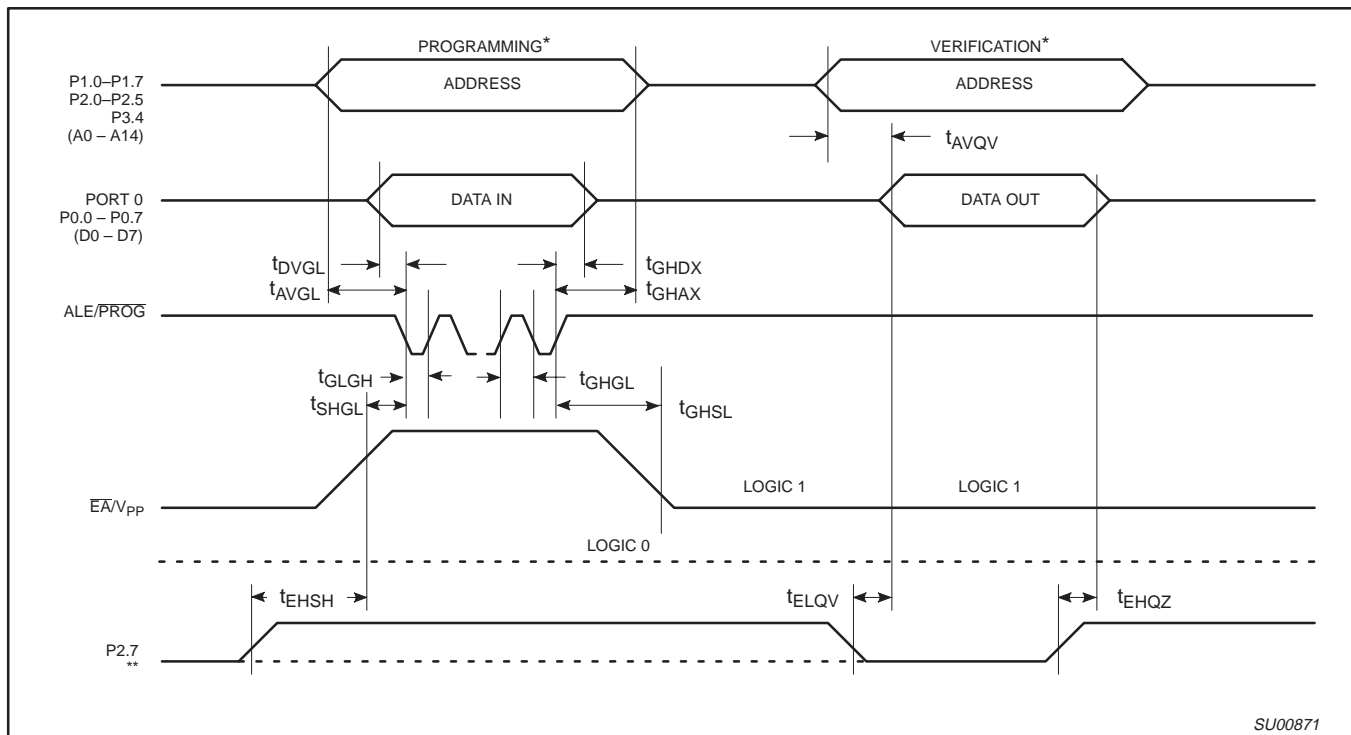 PROGRAMMING*
VERIFICATION*
P1.0–P1.7
P2.0–P2.5
P3.4
(A0 – A14)
ADDRESS
ADDRESS
tAVQV
PORT 0
P0.0 – P0.7
(D0 – D7)
DATA IN
DATA OUT
tDVGL
tGHDX
tAVGL
tGHAX
ALE/PROG
tGLGH
tGHGL
tSHGL
tGHSL
LOGIC 1
LOGIC 1
EA/VPP
LOGIC 0
tEHSH
tELQV
tEHQZ
P2.7
**
SU00871